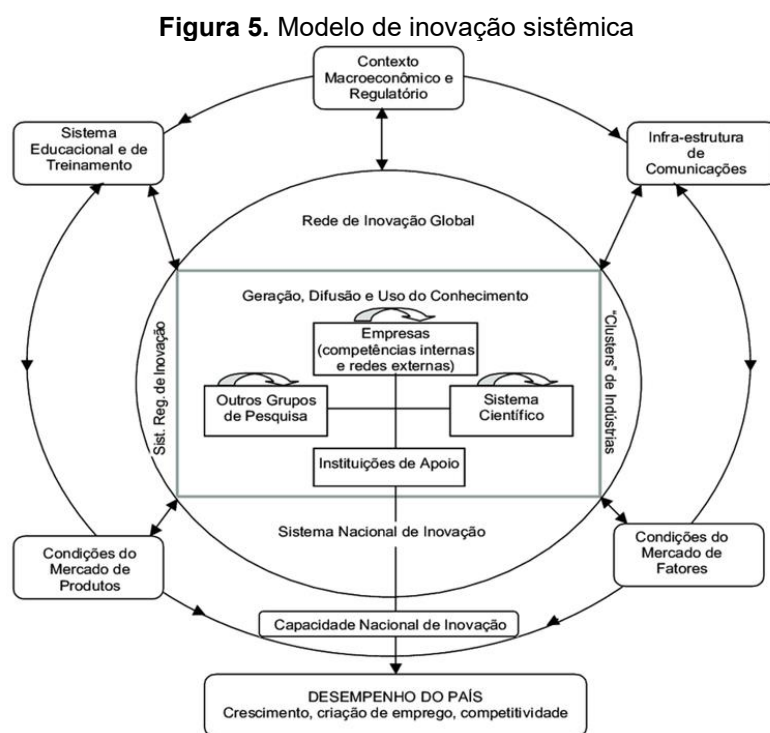 Figura 5. Modelo de inovação sistêmica
Contexto
Macroeconômico e
Regulatório
Sistema
Educacional e de
Treinamento
Infra-estrutura
de
Comunicações
Rede de Inovação Global
Geração, Difusão e Uso do Conhecimento
Empresas
(competências internas
e redes externas)
Sist. Reg. de Inovação
"Clusters" de Indústrias
Outros Grupos
de Pesquisa
Sistema
Científico
Instituições de Apoio
Sistema Nacional de Inovação
Condições do
Mercado de
Produtos
Condições do
Mercado de
Fatores
Capacidade Nacional de Inovação
DESEMPENHO DO PAÍS
Crescimento, criação de emprego, competitividade